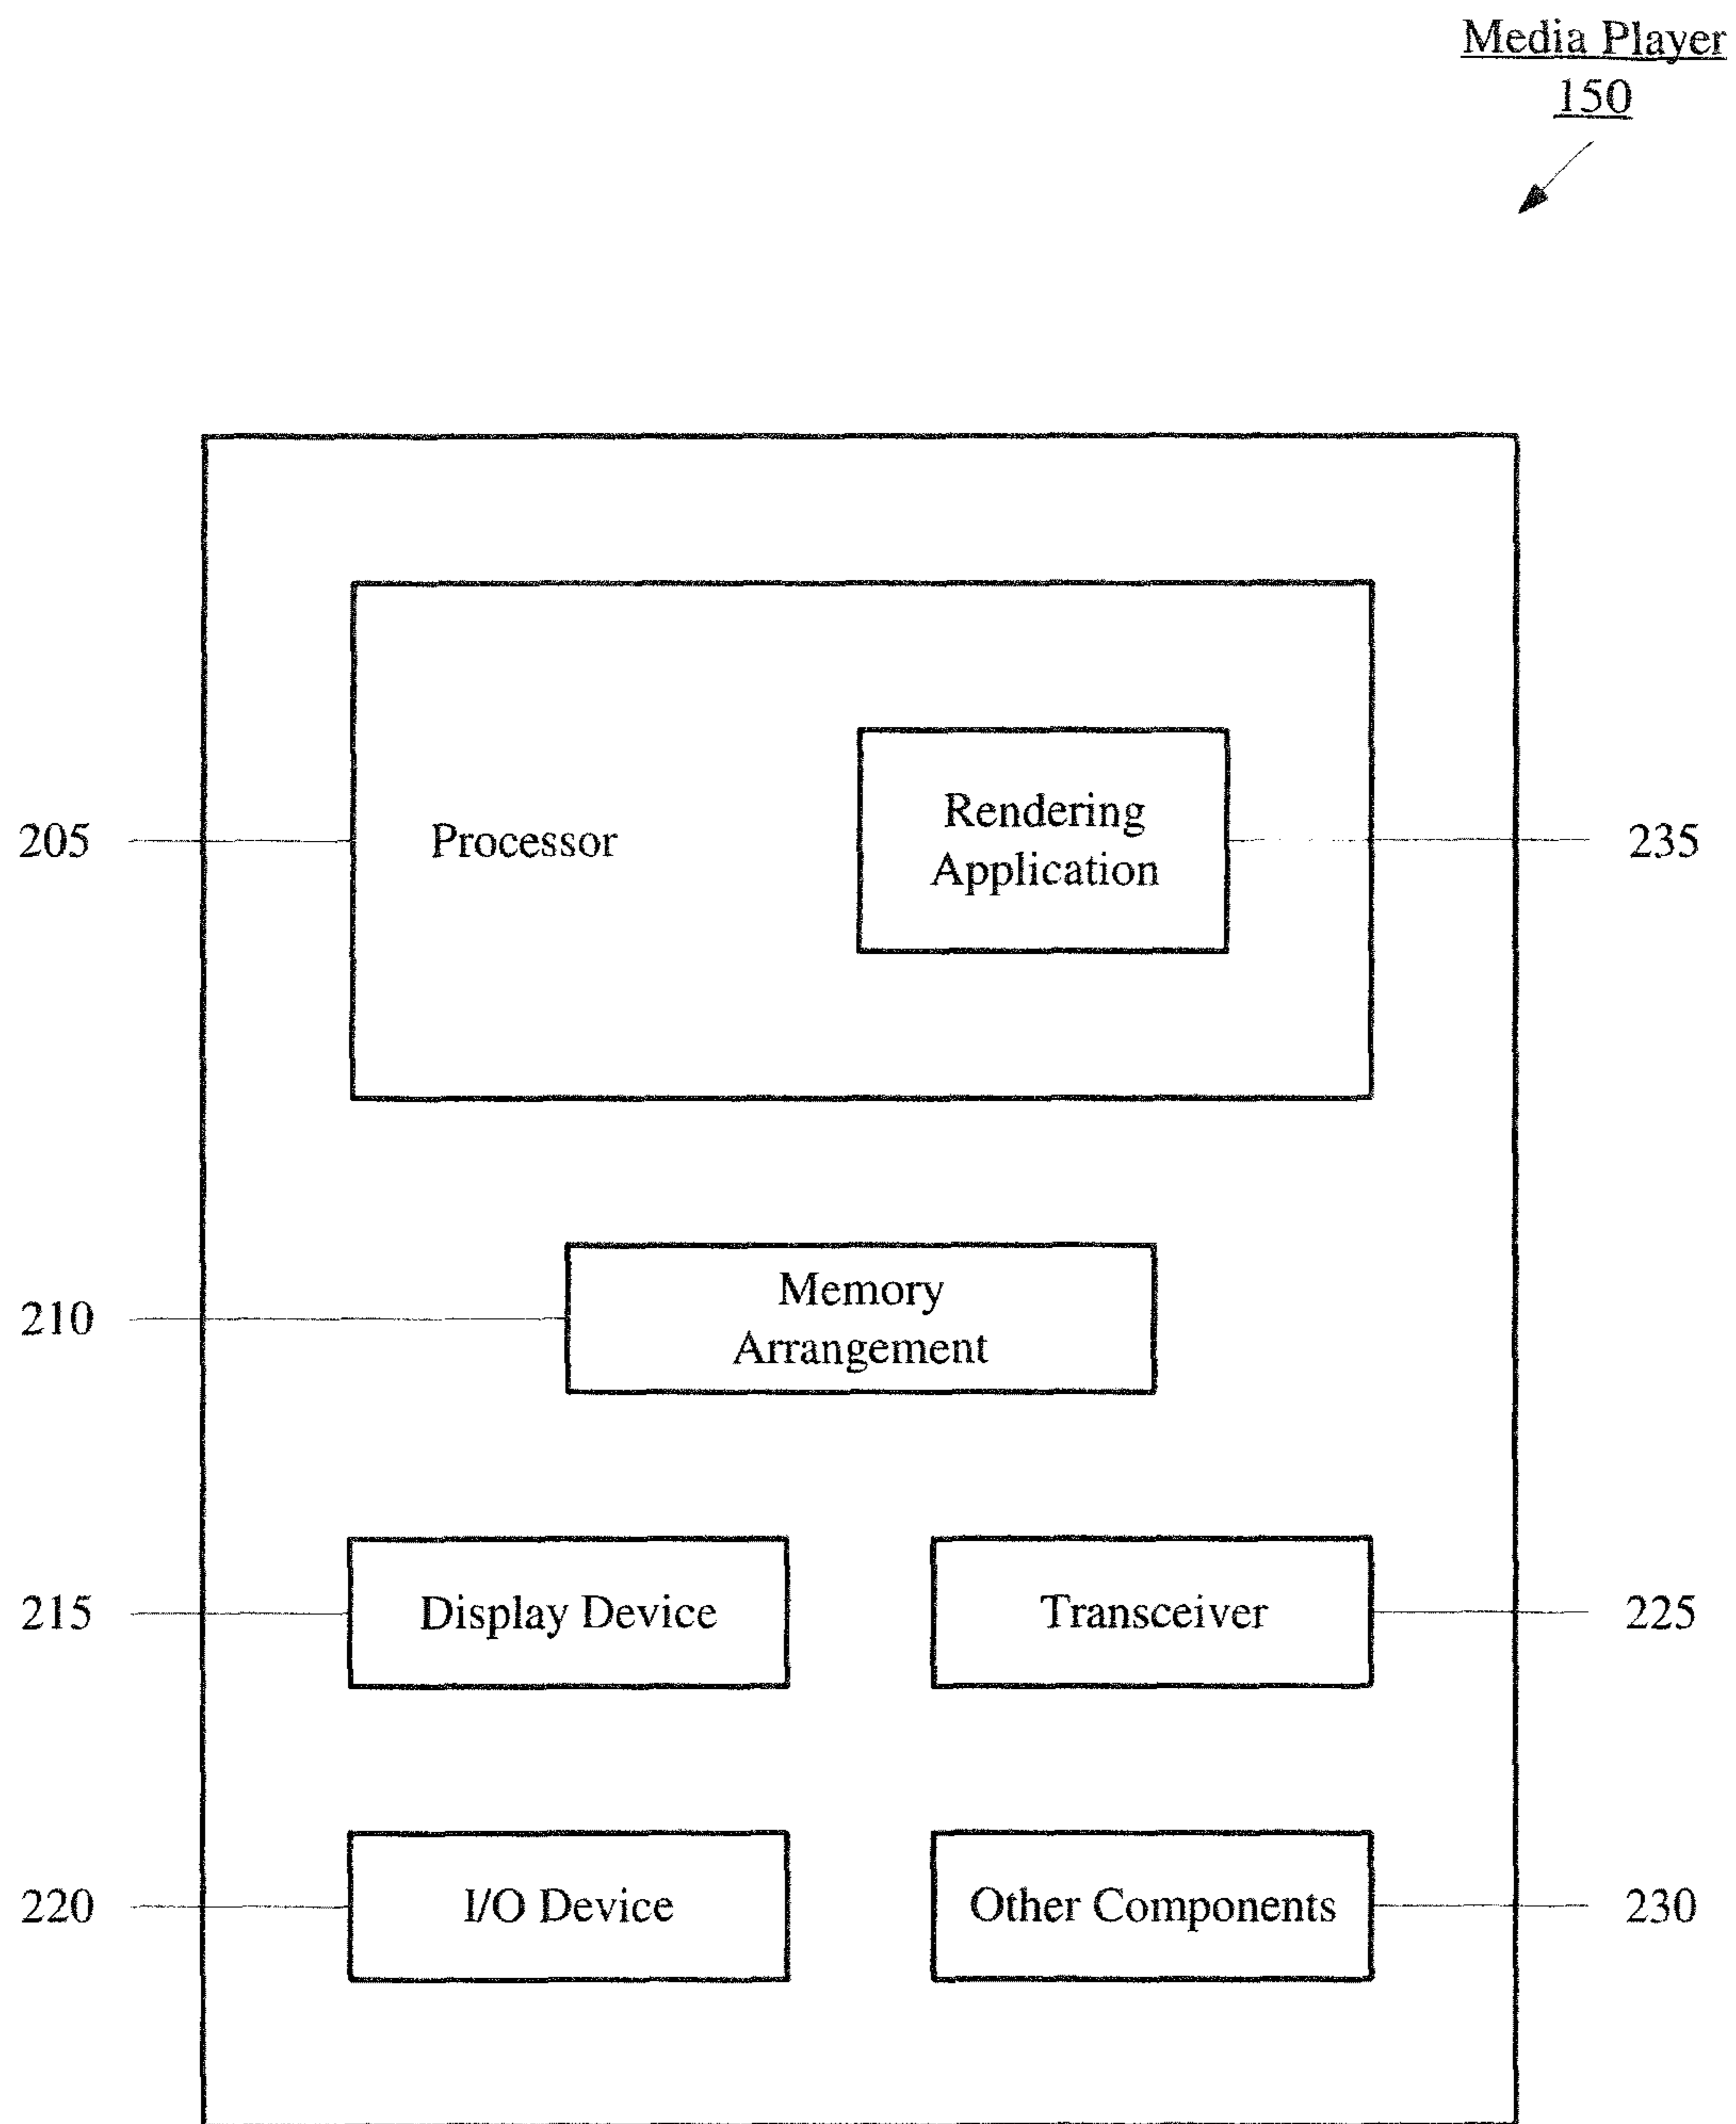 Media Player
150
205
Processor
Rendering
Application
235
210
Memory
Arrangement
215
Display Device
Transceiver
225
220
I/O Device
Other Components
230